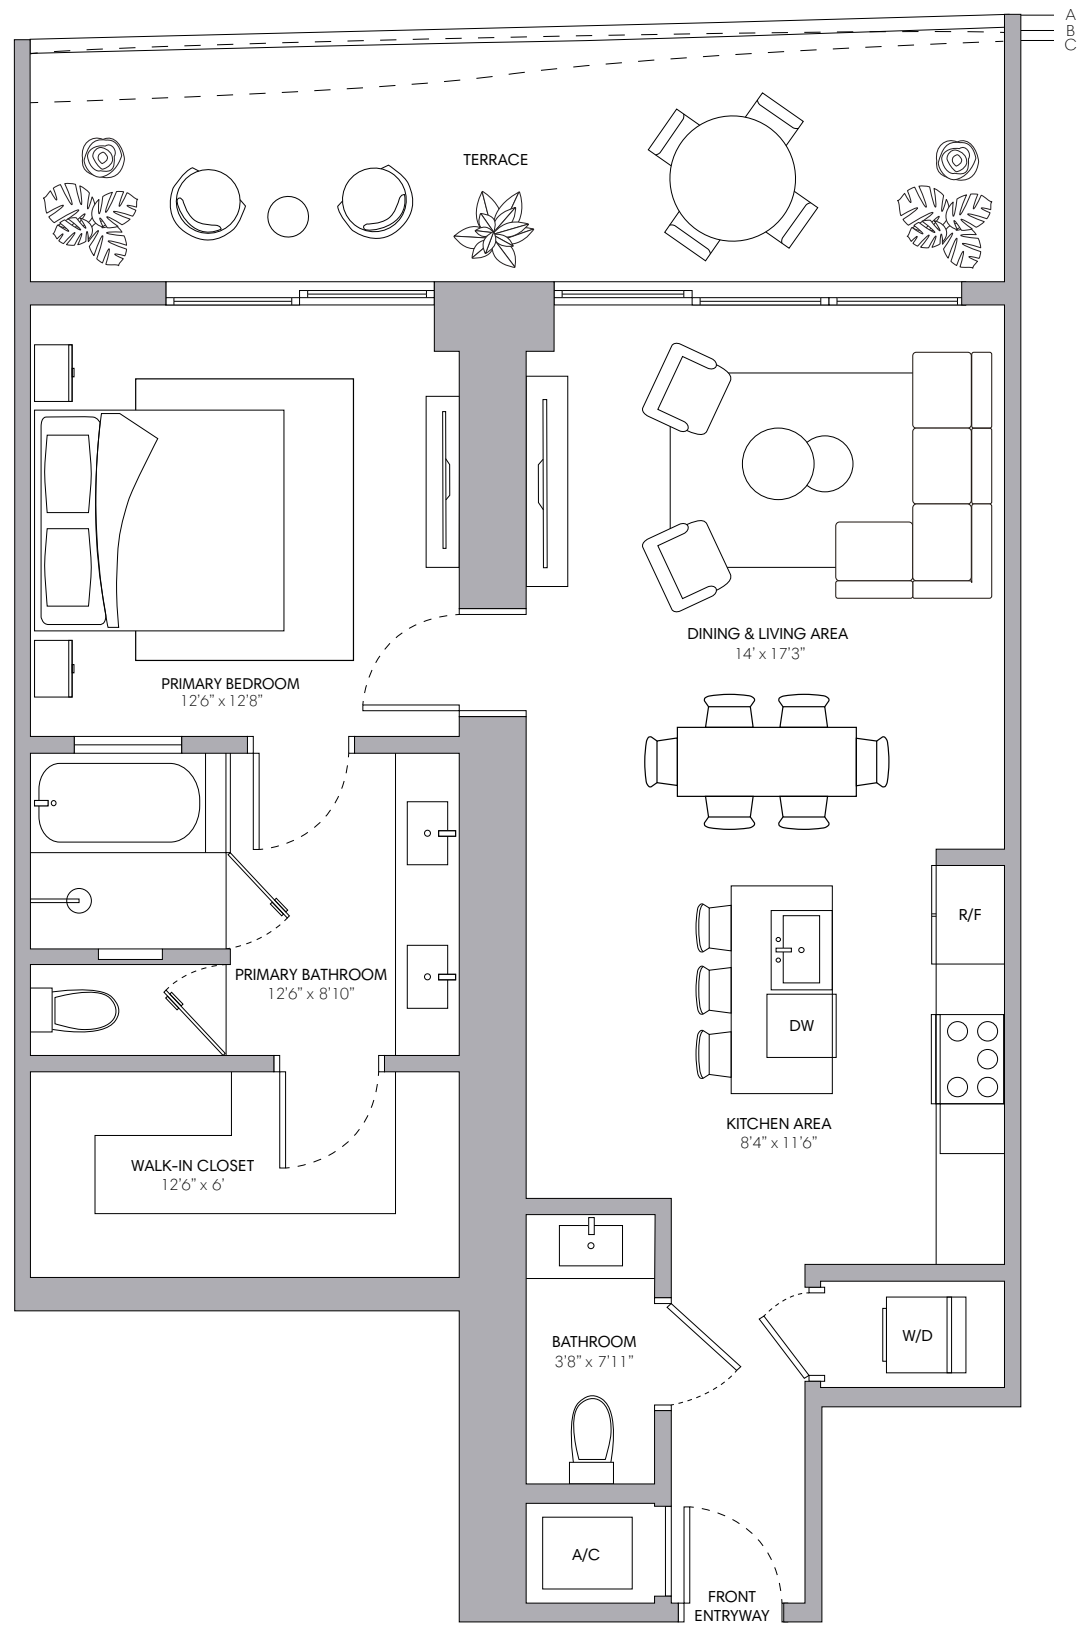 A
B
C
TERRACE
DINING & LIVING AREA
14' x 17'3"
PRIMARY BEDROOM
12'6" x 12'8"
R/F
PRIMARY BATHROOM
12'6" x 8'10"
DW
KITCHEN AREA
8'4" x 11'6"
WALK-IN CLOSET
12'6" x 6'
BATHROOM
3'8" x 7'11"
W/D
A/C
FRONT
ENTRYWAY